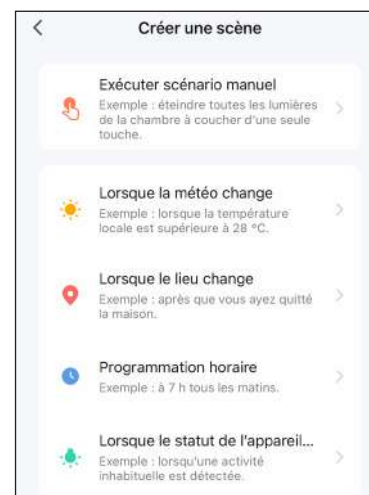 Créer une scène
Exécuter scénario manuel
Exemple : éteindre toutes les lumières
de la chambre à coucher d'une seule
touche.
Lorsque la météo change
Exemple : lorsque la température
locale est supérieure à 28 °C.
Lorsque le lieu change
Exemple : après que vous ayez quitté
la maison.
Programmation horaire
Exemple : à 7 h tous les matins.
Lorsque le statut de l'appareil...
Exemple : lorsqu'une activité
inhabituelle est détectée.